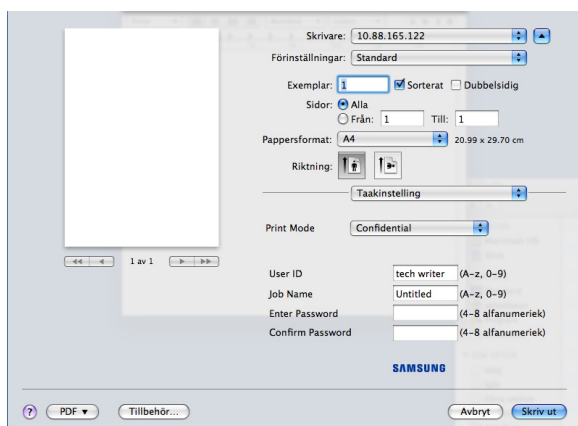 Skrivare: 10.88.165.122
Förinställningar: Standard
Exemplar: 1 Sorterat Dubbelsidig
Sidor: Alla
Från: 1 Till: 1
Pappersformat: A4 20.99 x 29.70 cm
Riktning:
Taakinstelling
Print Mode Confidential
1 av 1
User ID tech writer (A-z, 0-9)
Job Name Untitled (A-z, 0-9)
Enter Password (4-8 alfanumeriek)
Confirm Password (4-8 alfanumeriek)
SAMSUNG
? PDF Tillbehör... Avbryt Skriv ut